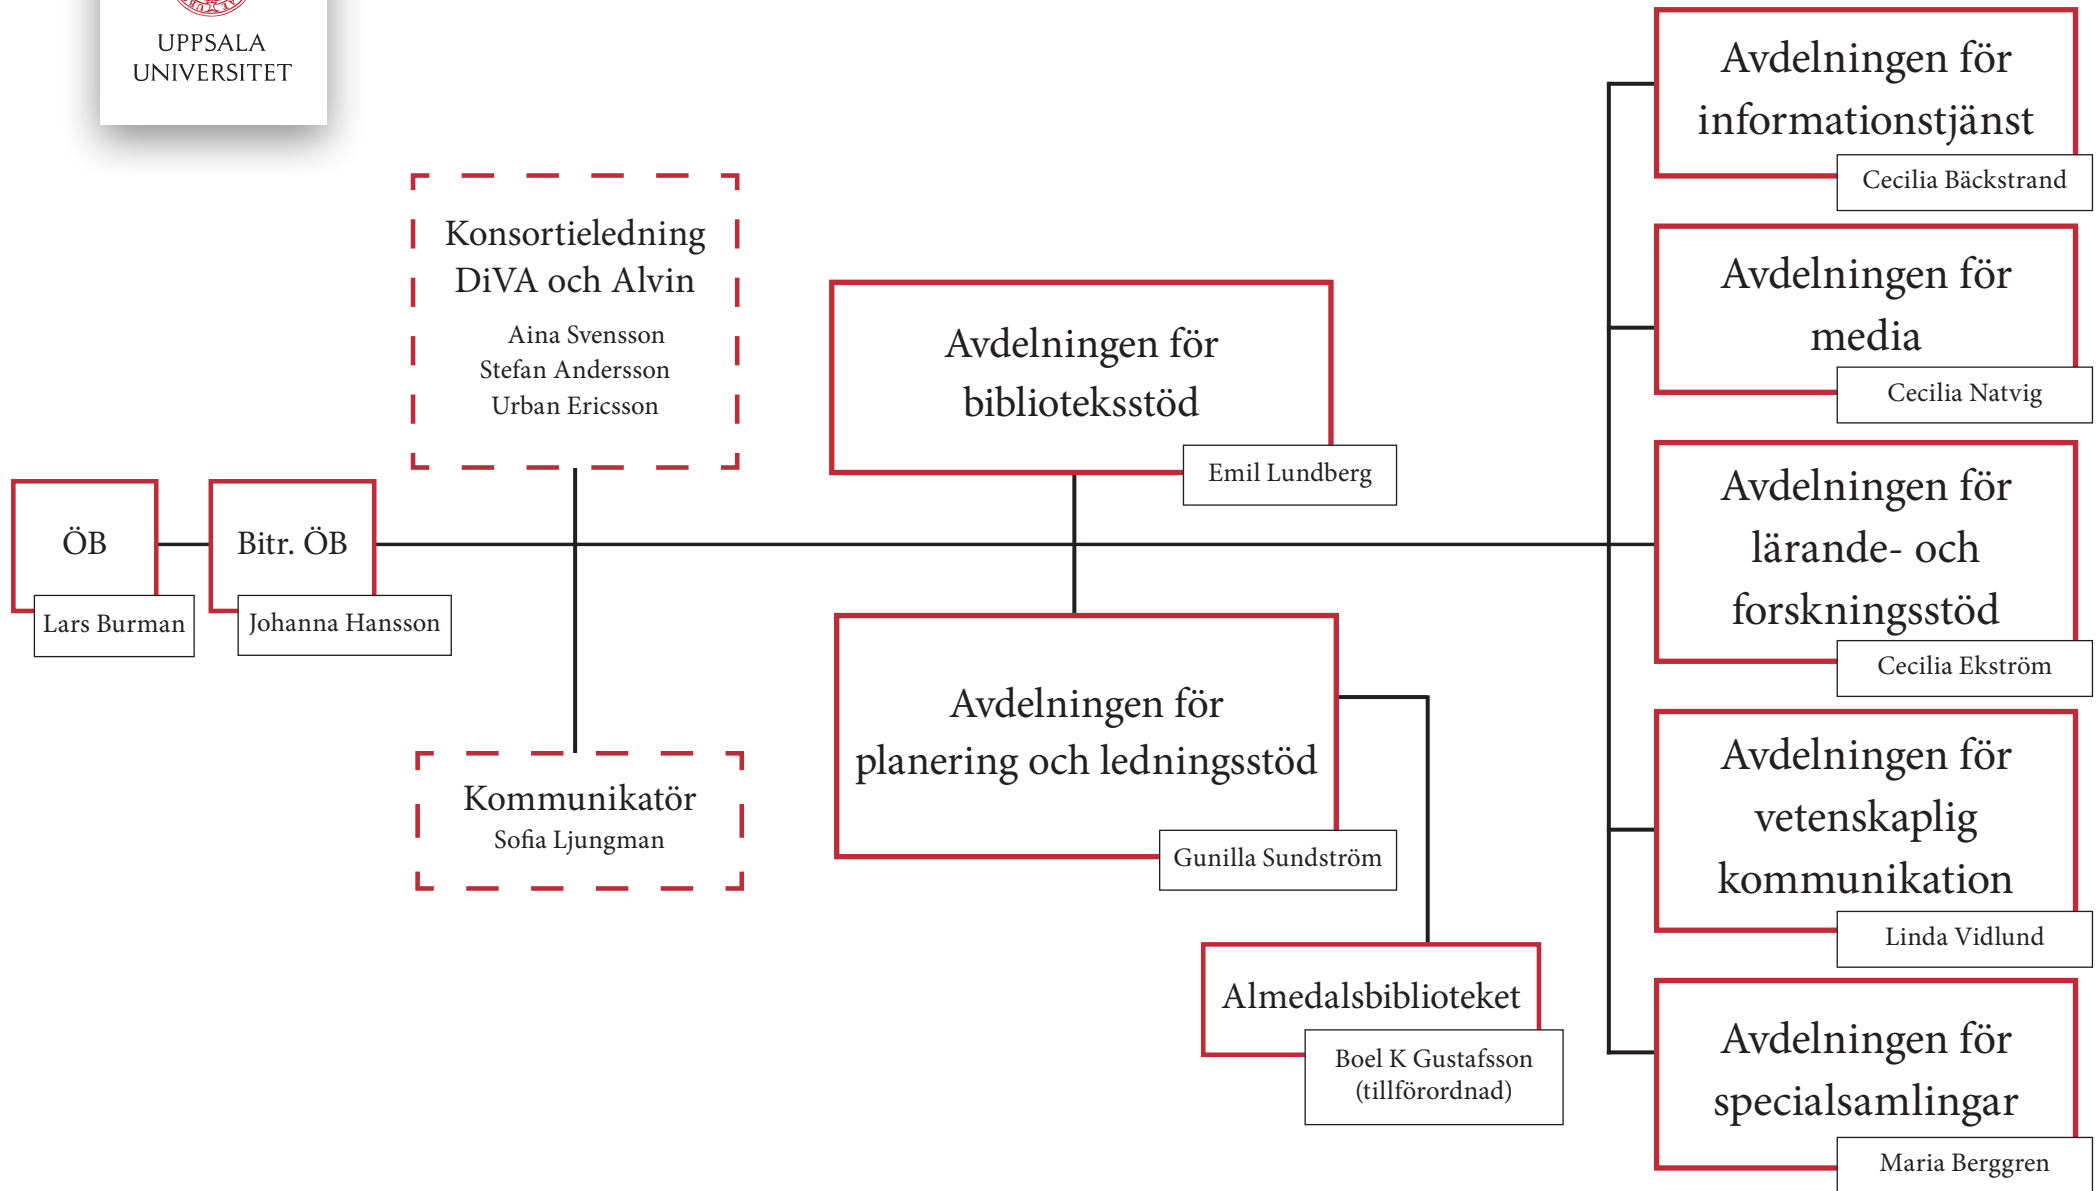 UPPSALA
UNIVERSITET
Konsortieledning
DiVA och Alvin
Aina Svensson
Stefan Andersson
Urban Ericsson
ÖB
Lars Burman
Bitr. ÖB
Johanna Hansson
Kommunikatör
Sofia Ljungman
Avdelningen för
biblioteksstöd
Emil Lundberg
Avdelningen för
planering och ledningsstöd
Gunilla Sundström
Almedalsbiblioteket
Boel K Gustafsson
(tillförordnad)
Avdelningen för
informationstjänst
Cecilia Bäckstrand
Avdelningen för
media
Cecilia Natvig
Avdelningen för
lärande- och
forskningsstöd
Cecilia Ekström
Avdelningen för
vetenskaplig
kommunikation
Linda Vidlund
Avdelningen för
specialsamlingar
Maria Berggren